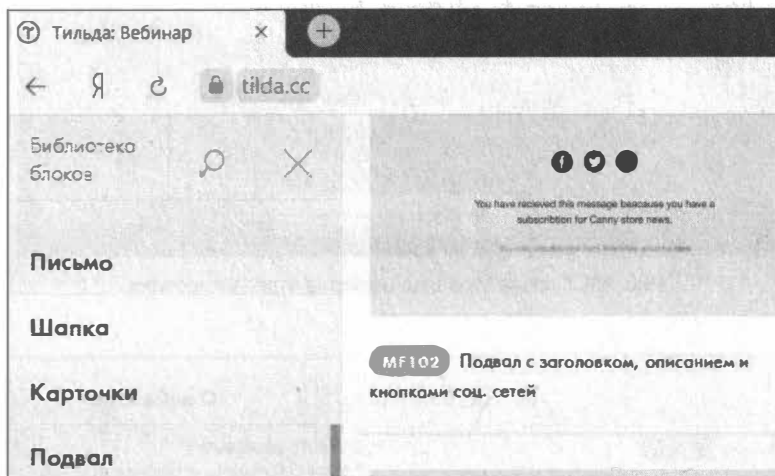 Тильда: Вебинар
Я
tilda.cc
Библиотека
блоков
Письмо
Шапка
Карточки
Подвал
You have recieved this message beacause you have a
subscribtion for Canny store news.
MF102 Подвал с заголовком, описанием и
кнопками соц. сетей